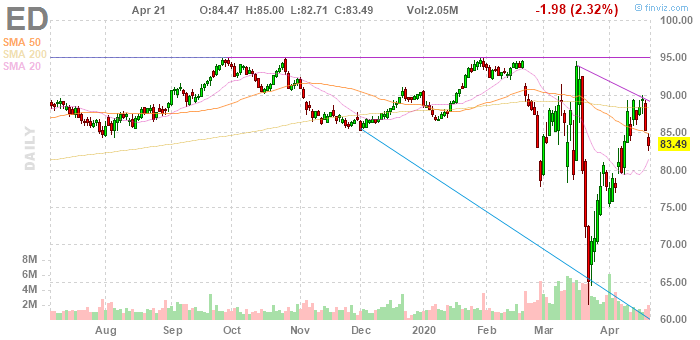 ED Apr 21 O:84.47 H:85.00 L:82.71 C:83.49 Vol:2.05M -1.98 (2.32%) © finviz.com
SMA 50
SMA 200
SMA 20
DAILY
95.00
90.00
85.00
83.49
80.00
75.00
70.00
65.00
60.00
8M
6M
4M
2M
Aug Sep Oct Nov Dec 2020 Feb Mar Apr